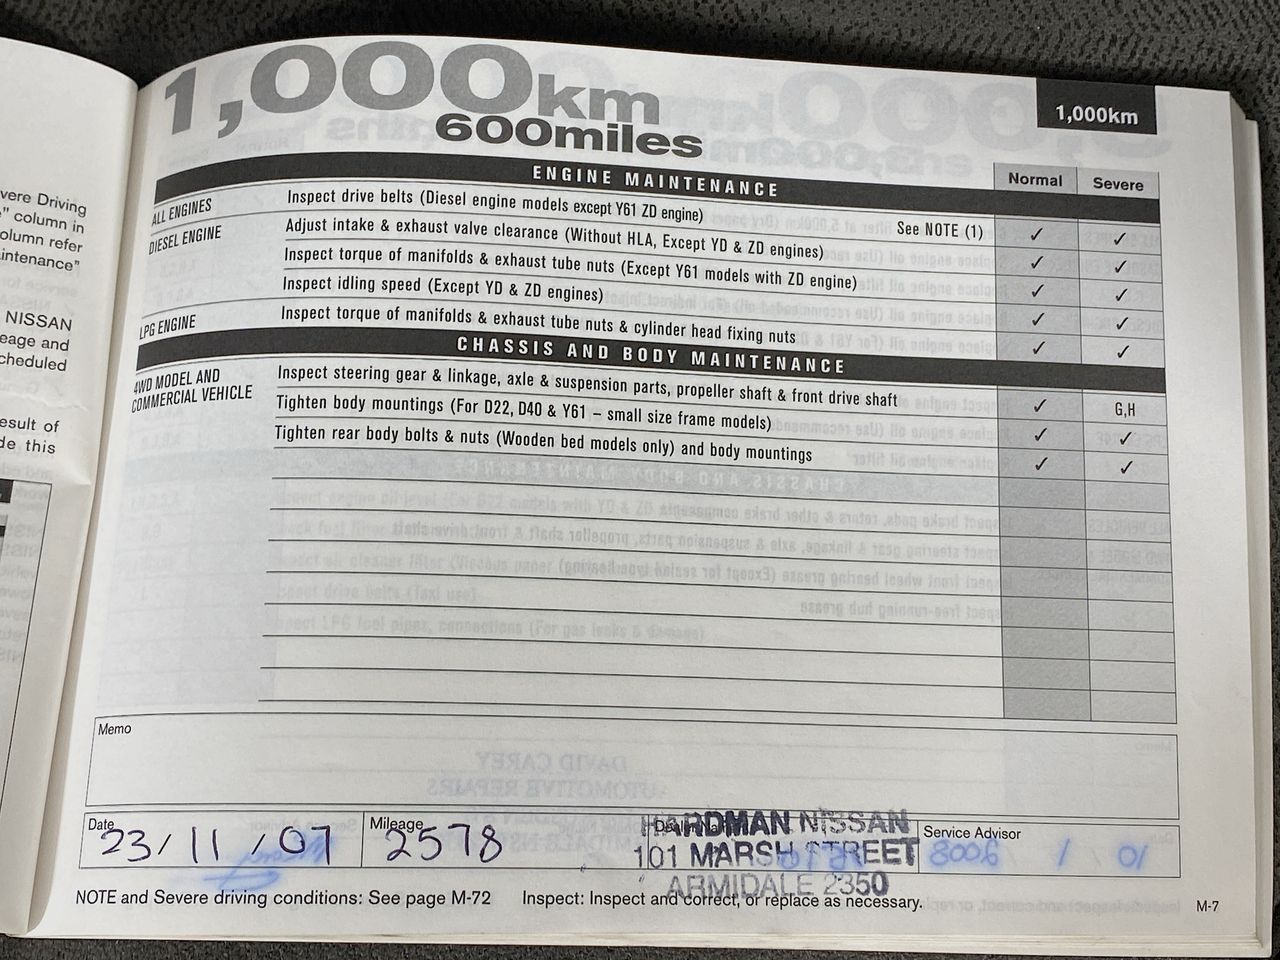 1,000km
600miles
1,000km
ENGINE MAINTENANCE
Normal
Severe
ALL ENGINES
Inspect drive belts (Diesel engine models except Y61 ZD engine)
See NOTE (1)
✓
✓
DIESEL ENGINE
Adjust intake & exhaust valve clearance (Without HLA, Except YD & ZD engines)
✓
✓
Inspect torque of manifolds & exhaust tube nuts (Except Y61 models with ZD engine)
✓
✓
Inspect idling speed (Except YD & ZD engines)
✓
✓
LPG ENGINE
Inspect torque of manifolds & exhaust tube nuts & cylinder head fixing nuts
✓
✓
CHASSIS AND BODY MAINTENANCE
4WD MODEL AND
COMMERCIAL VEHICLE
Inspect steering gear & linkage, axle & suspension parts, propeller shaft & front drive shaft
✓
G,H
Tighten body mountings (For D22, D40 & Y61 – small size frame models)
✓
✓
Tighten rear body bolts & nuts (Wooden bed models only) and body mountings
✓
✓
Memo
Date
23/11/07
Mileage
2578
HARDMAN NISSAN
101 MARSH STREET
ARMIDALE 2350
Service Advisor
NOTE and Severe driving conditions: See page M-72
Inspect: Inspect and correct, or replace as necessary.
M-7
vere Driving
" column in
olumn refer
intenance"
NISSAN
eage and
cheduled
esult of
de this